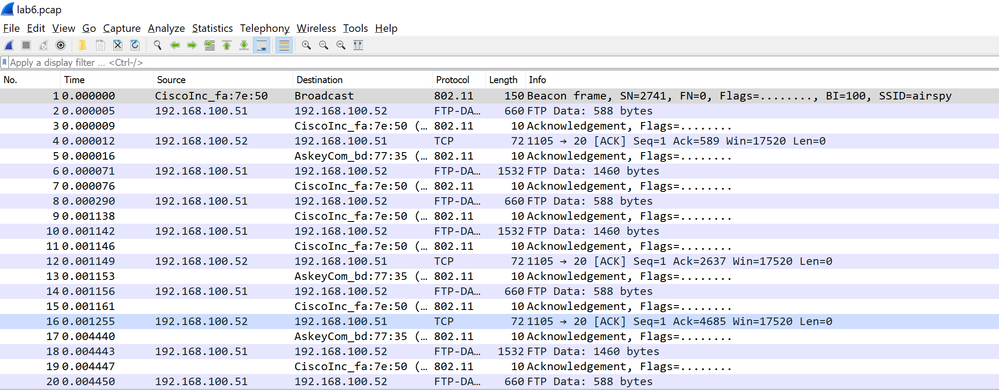 lab6.pcap
File Edit View Go Capture Analyze Statistics Telephony Wireless Tools Help
Apply a display filter ... <Ctrl-/>
No. Time Source Destination Protocol Length Info
1 0.000000 CiscoInc_fa:7e:50 Broadcast 802.11 150 Beacon frame, SN=2741, FN=0, Flags=........, BI=100, SSID=airspy
2 0.000005 192.168.100.51 192.168.100.52 FTP-DA… 660 FTP Data: 588 bytes
3 0.000009 CiscoInc_fa:7e:50 (… 802.11 10 Acknowledgement, Flags=........
4 0.000012 192.168.100.52 192.168.100.51 TCP 72 1105 → 20 [ACK] Seq=1 Ack=589 Win=17520 Len=0
5 0.000016 AskeyCom_bd:77:35 (… 802.11 10 Acknowledgement, Flags=........
6 0.000071 192.168.100.51 192.168.100.52 FTP-DA… 1532 FTP Data: 1460 bytes
7 0.000076 CiscoInc_fa:7e:50 (… 802.11 10 Acknowledgement, Flags=........
8 0.000290 192.168.100.51 192.168.100.52 FTP-DA… 660 FTP Data: 588 bytes
9 0.001138 CiscoInc_fa:7e:50 (… 802.11 10 Acknowledgement, Flags=........
10 0.001142 192.168.100.51 192.168.100.52 FTP-DA… 1532 FTP Data: 1460 bytes
11 0.001146 CiscoInc_fa:7e:50 (… 802.11 10 Acknowledgement, Flags=........
12 0.001149 192.168.100.52 192.168.100.51 TCP 72 1105 → 20 [ACK] Seq=1 Ack=2637 Win=17520 Len=0
13 0.001153 AskeyCom_bd:77:35 (… 802.11 10 Acknowledgement, Flags=........
14 0.001156 192.168.100.51 192.168.100.52 FTP-DA… 660 FTP Data: 588 bytes
15 0.001161 CiscoInc_fa:7e:50 (… 802.11 10 Acknowledgement, Flags=........
16 0.001255 192.168.100.52 192.168.100.51 TCP 72 1105 → 20 [ACK] Seq=1 Ack=4685 Win=17520 Len=0
17 0.004440 AskeyCom_bd:77:35 (… 802.11 10 Acknowledgement, Flags=........
18 0.004443 192.168.100.51 192.168.100.52 FTP-DA… 1532 FTP Data: 1460 bytes
19 0.004447 CiscoInc_fa:7e:50 (… 802.11 10 Acknowledgement, Flags=........
20 0.004450 192.168.100.51 192.168.100.52 FTP-DA… 660 FTP Data: 588 bytes